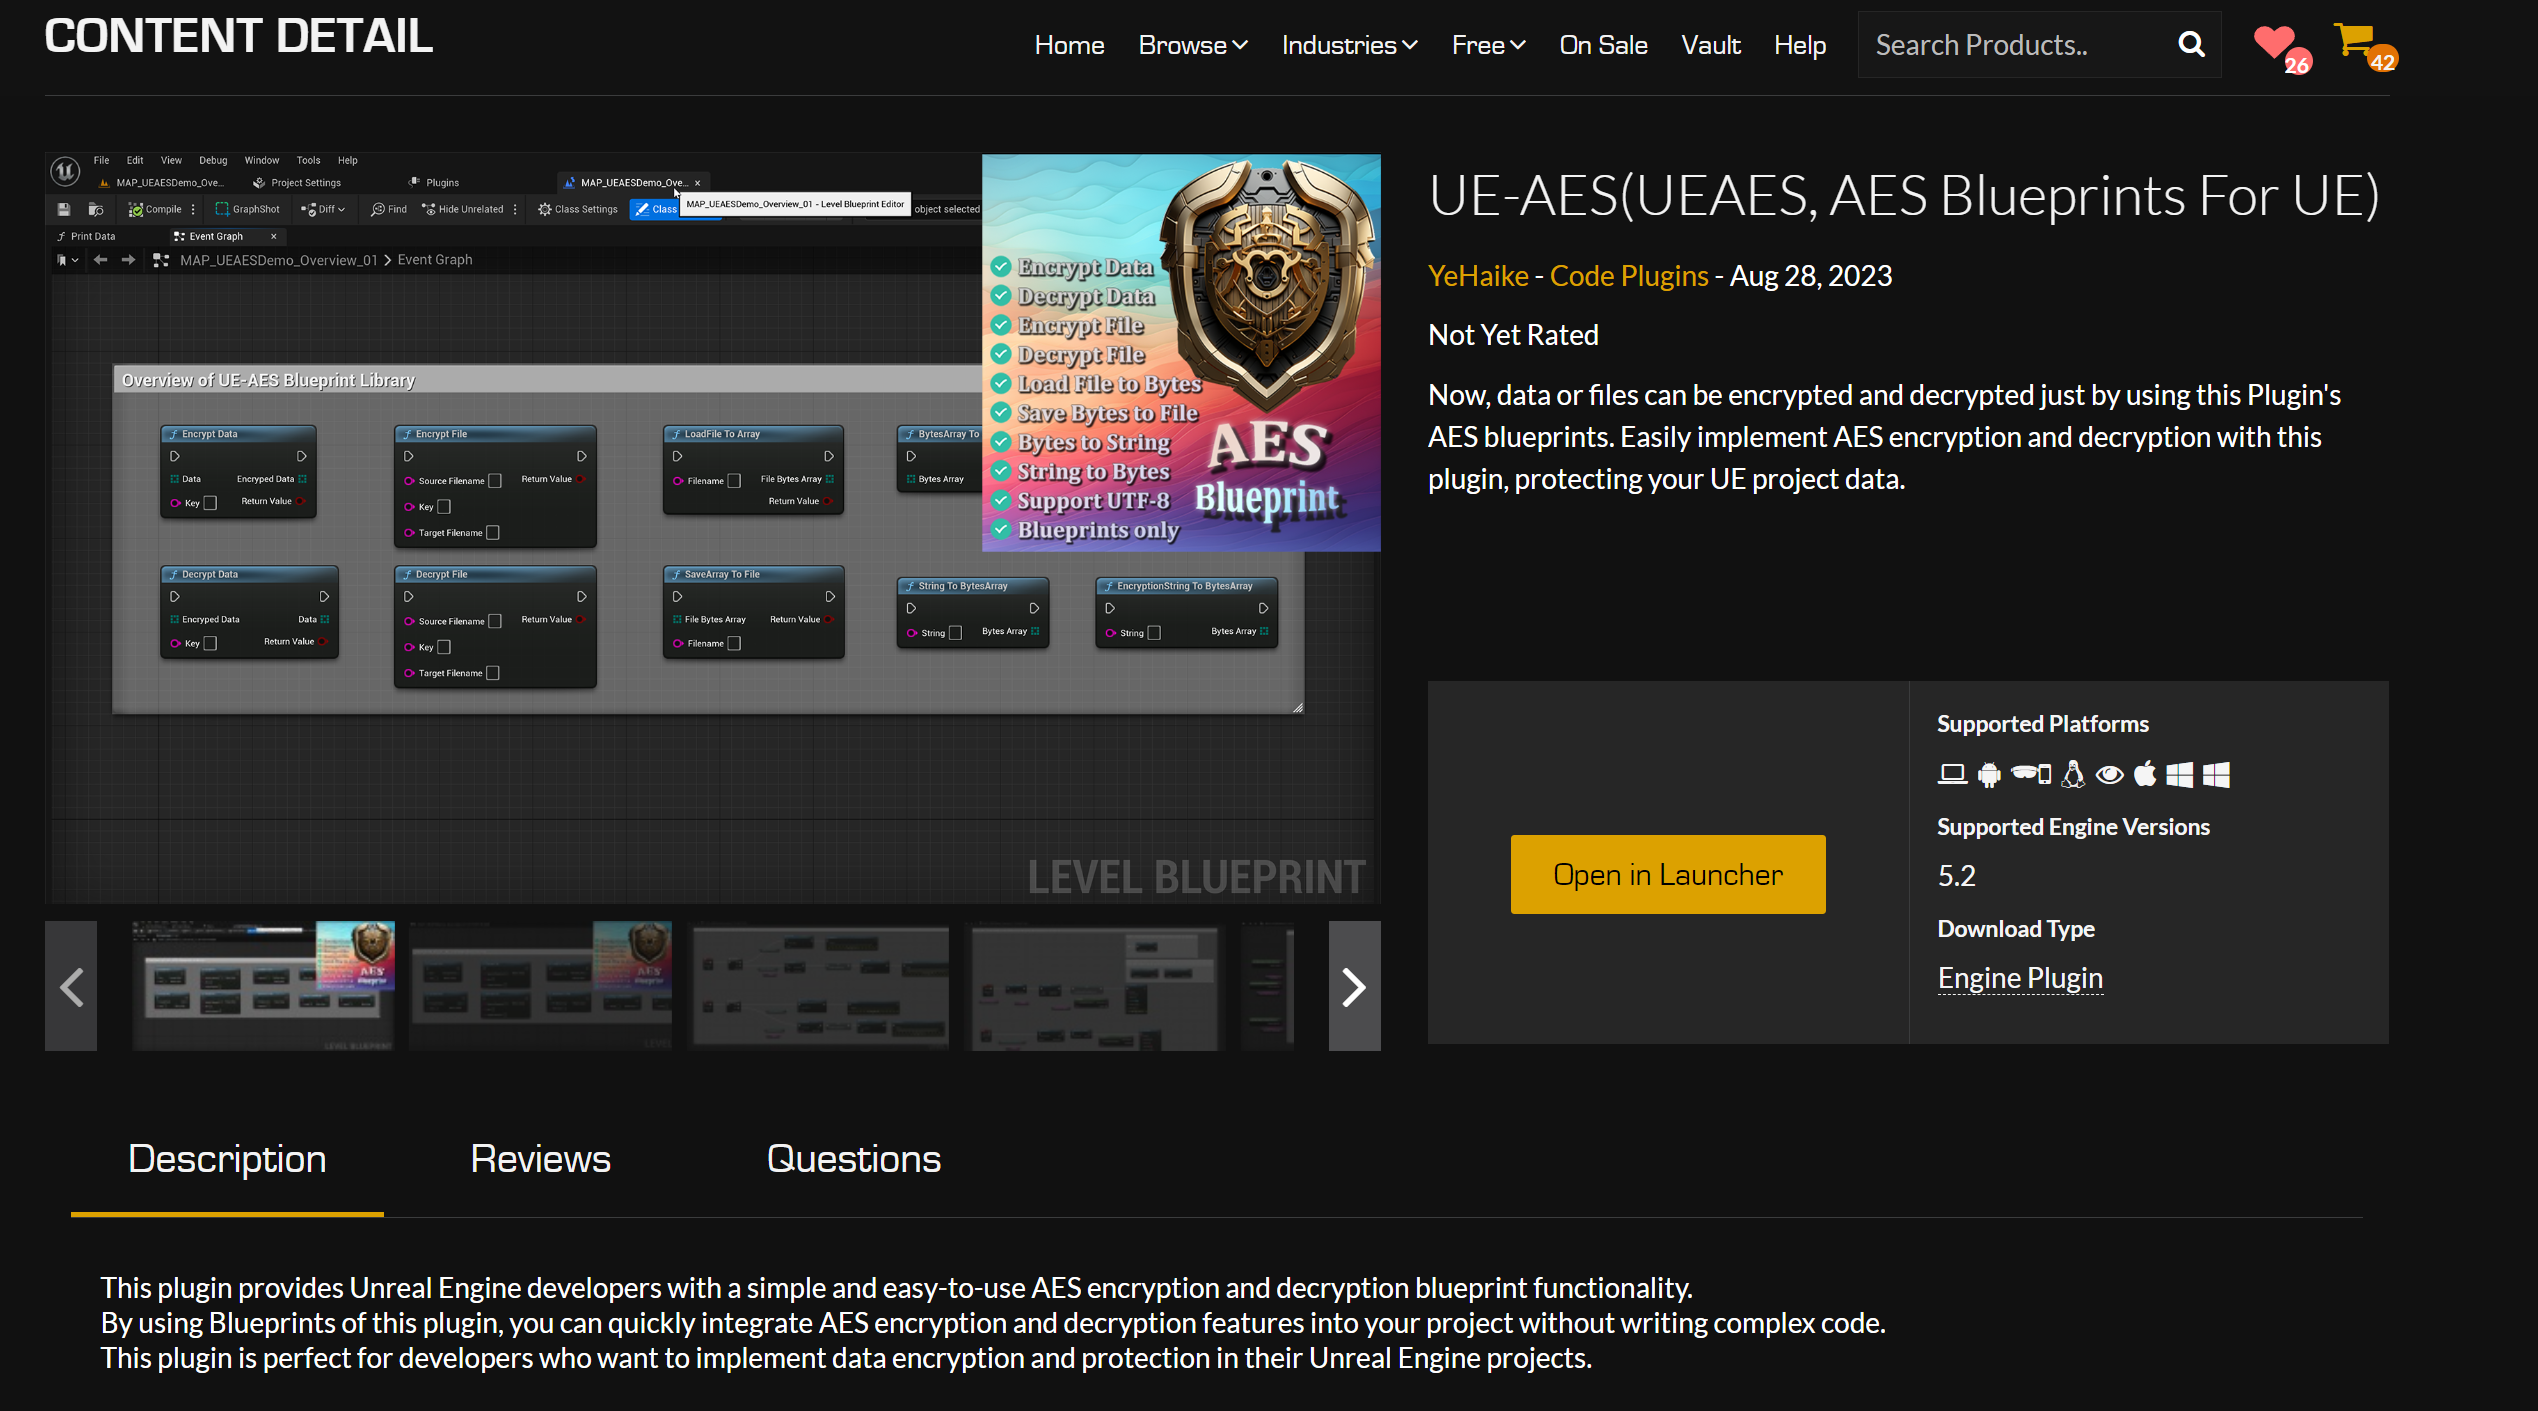 CONTENT DETAIL
Home Browse Industries Free On Sale Vault Help Search Products.. 26 42
File Edit View Debug Window Tools Help
MAP_UEAESDemo_Ove... Project Settings Plugins MAP_UEAESDemo_Ove...
Compile GraphShot Diff Find Hide Unrelated Class Settings Class object selected
MAP_UEAESDemo_Overview_01 - Level Blueprint Editor
Print Data Event Graph
MAP_UEAESDemo_Overview_01 > Event Graph
Overview of UE-AES Blueprint Library
Encrypt Data
Data Encryped Data
Key Return Value
Encrypt File
Source Filename Return Value
Key
Target Filename
LoadFile To Array
Filename File Bytes Array
Return Value
BytesArray To
Bytes Array
Decrypt Data
Encryped Data Data
Key Return Value
Decrypt File
Source Filename Return Value
Key
Target Filename
SaveArray To File
File Bytes Array Return Value
Filename
String To BytesArray
String Bytes Array
EncryptionString To BytesArray
String Bytes Array
LEVEL BLUEPRINT
Encrypt Data
Decrypt Data
Encrypt File
Decrypt File
Load File to Bytes
Save Bytes to File
Bytes to String
String to Bytes
Support UTF-8
Blueprints only
AES
Blueprint
UE-AES(UEAES, AES Blueprints For UE)
YeHaike - Code Plugins - Aug 28, 2023
Not Yet Rated
Now, data or files can be encrypted and decrypted just by using this Plugin's
AES blueprints. Easily implement AES encryption and decryption with this
plugin, protecting your UE project data.
Open in Launcher
Supported Platforms
Supported Engine Versions
5.2
Download Type
Engine Plugin
Description Reviews Questions
This plugin provides Unreal Engine developers with a simple and easy-to-use AES encryption and decryption blueprint functionality.
By using Blueprints of this plugin, you can quickly integrate AES encryption and decryption features into your project without writing complex code.
This plugin is perfect for developers who want to implement data encryption and protection in their Unreal Engine projects.